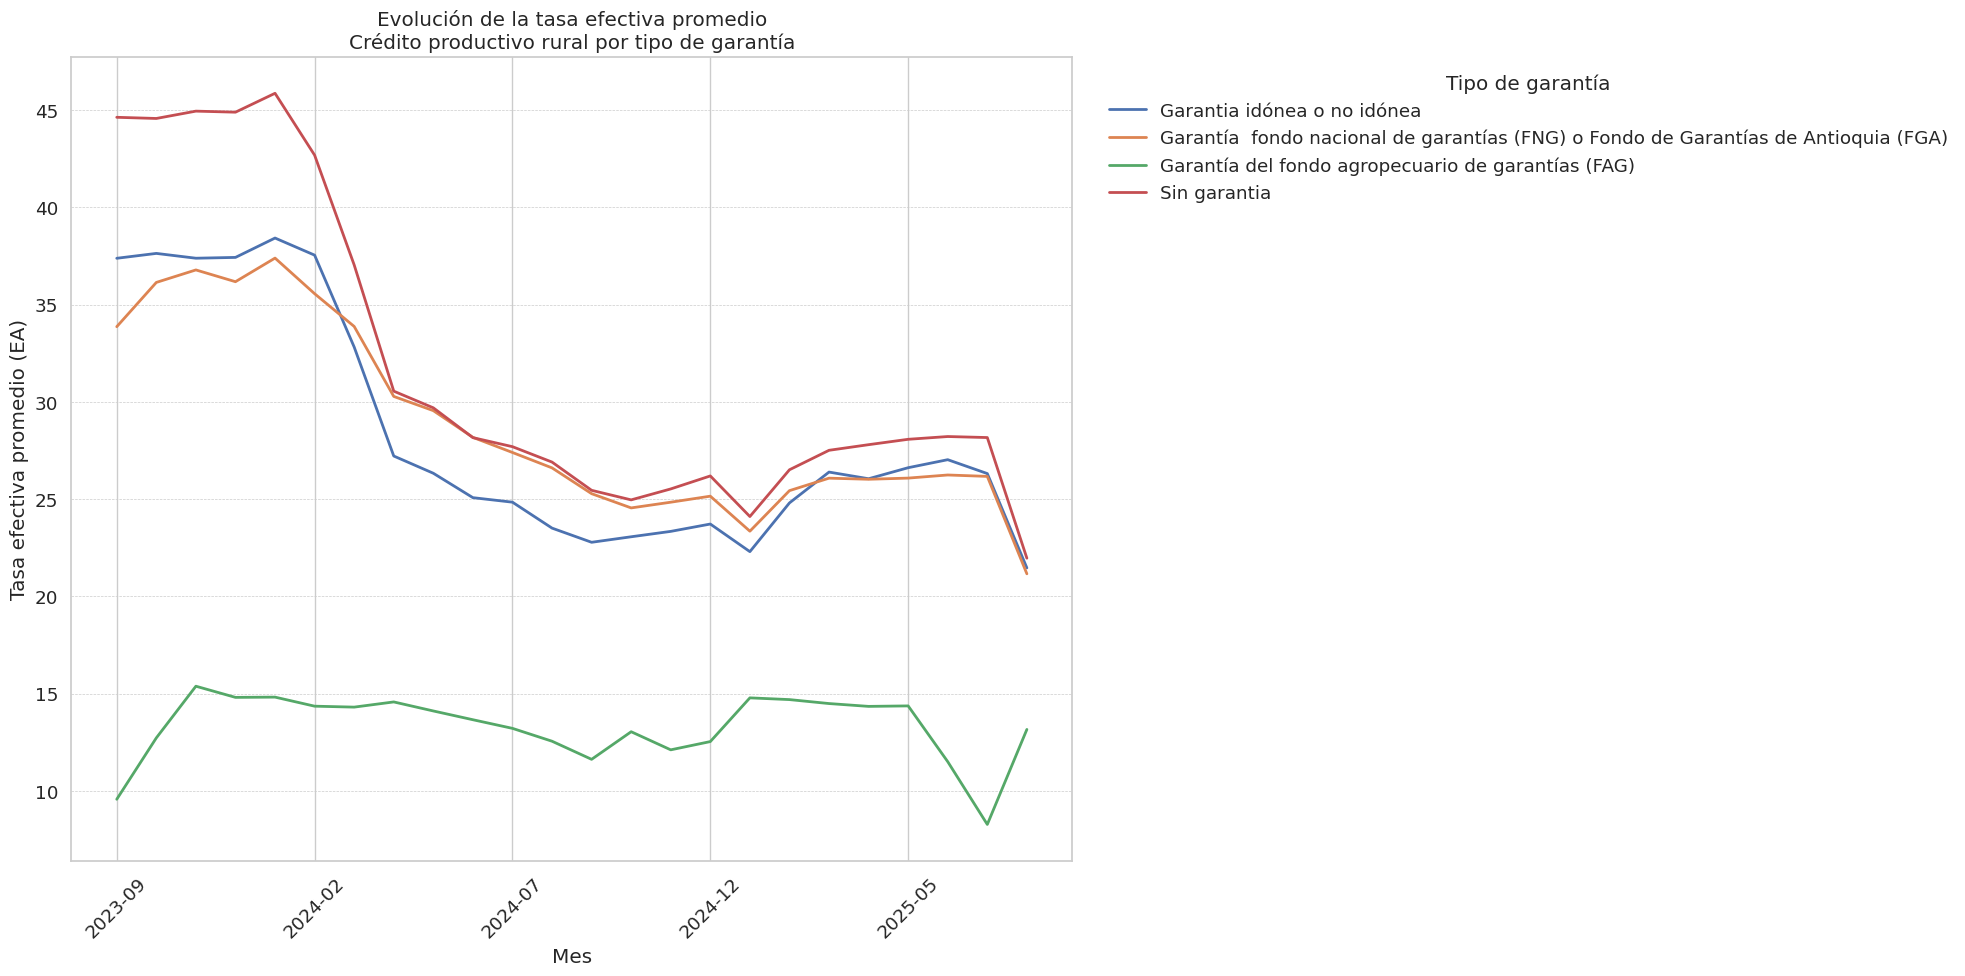 Evolución de la tasa efectiva promedio
Crédito productivo rural por tipo de garantía
Tasa efectiva promedio (EA)
45
40
35
30
25
20
15
10
2023-09
2024-02
2024-07
2024-12
2025-05
Mes
Tipo de garantía
Garantia idónea o no idónea
Garantía  fondo nacional de garantías (FNG) o Fondo de Garantías de Antioquia (FGA)
Garantía del fondo agropecuario de garantías (FAG)
Sin garantia